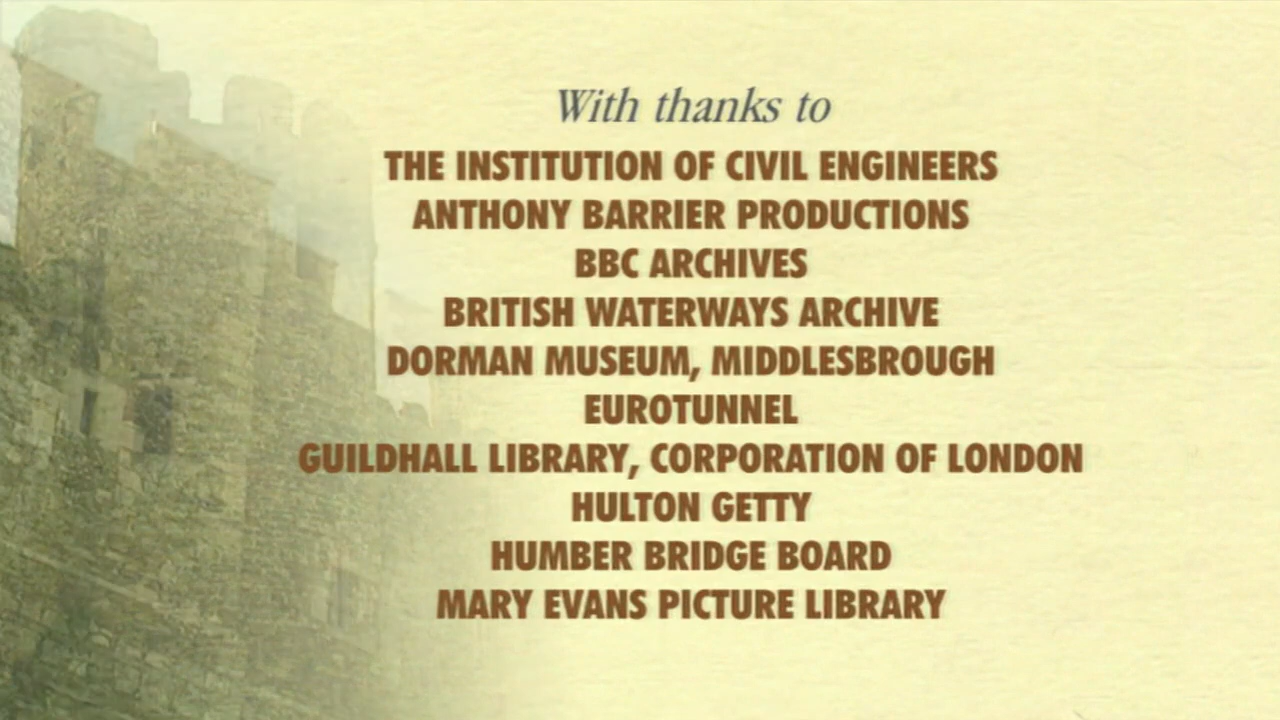 With thanks to
THE INSTITUTION OF CIVIL ENGINEERS
ANTHONY BARRIER PRODUCTIONS
BBC ARCHIVES
BRITISH WATERWAYS ARCHIVE
DORMAN MUSEUM, MIDDLESBROUGH
EUROTUNNEL
GUILDHALL LIBRARY, CORPORATION OF LONDON
HULTON GETTY
HUMBER BRIDGE BOARD
MARY EVANS PICTURE LIBRARY